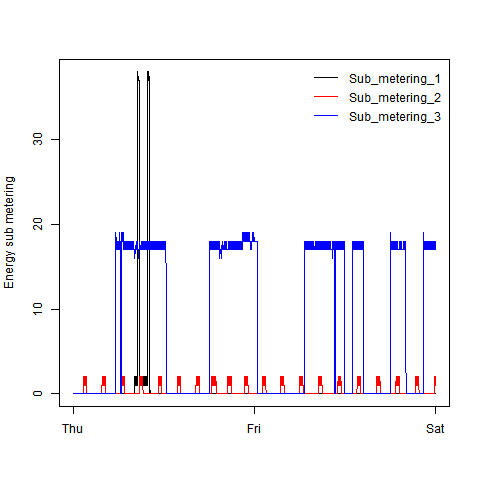 Sub_metering_1
Sub_metering_2
Sub_metering_3
Energy sub metering
30
20
10
0
Thu
Fri
Sat